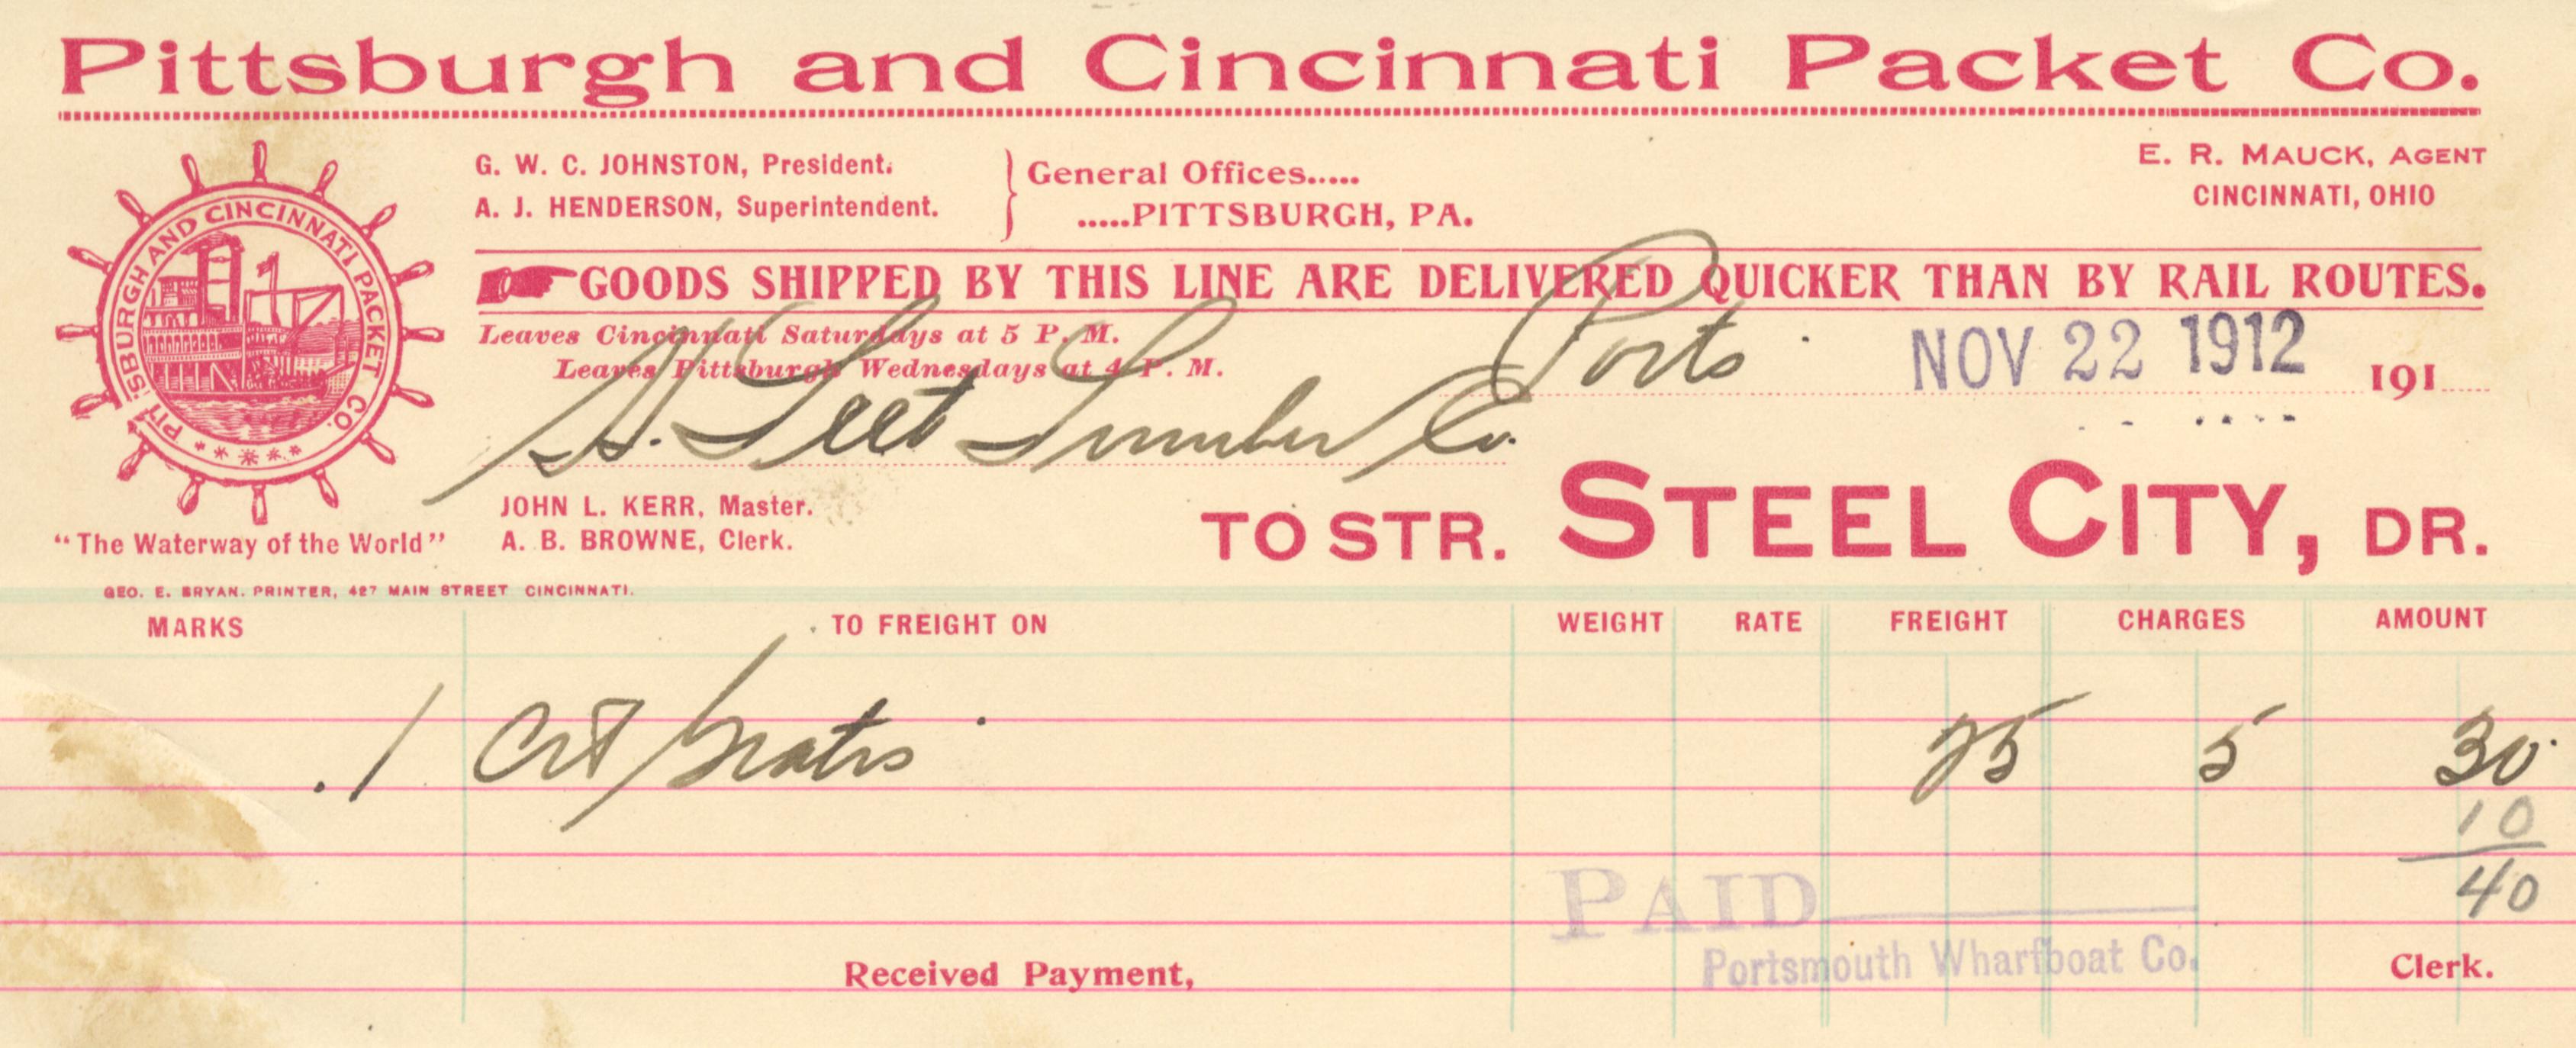 Pittsburgh and Cincinnati Packet Co.
G. W. C. JOHNSTON, President.
A. J. HENDERSON, Superintendent.
General Offices.....
.....PITTSBURGH, PA.
E. R. MAUCK, AGENT
CINCINNATI, OHIO
PITTSBURGH AND CINCINNATI PACKET CO.
GOODS SHIPPED BY THIS LINE ARE DELIVERED QUICKER THAN BY RAIL ROUTES.
Leaves Cincinnati Saturdays at 5 P. M.
Leaves Pittsburgh Wednesdays at 4 P. M.
Ports
NOV 22 1912
191
Leet Lumber Co.
JOHN L. KERR, Master.
A. B. BROWNE, Clerk.
TO STR. STEEL CITY, DR.
"The Waterway of the World"
GEO. E. BRYAN. PRINTER, 427 MAIN STREET CINCINNATI.
MARKS TO FREIGHT ON WEIGHT RATE FREIGHT CHARGES AMOUNT
1 Crt Grates 25 5 30
10
40
PAID
Portsmouth Wharfboat Co.
Received Payment, Clerk.